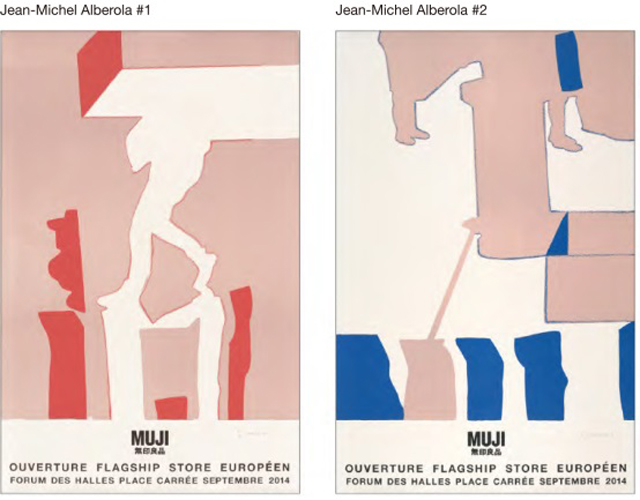 Jean-Michel Alberola #1
Jean-Michel Alberola #2
MUJI
無印良品
OUVERTURE FLAGSHIP STORE EUROPÉEN
FORUM DES HALLES PLACE CARRÉE SEPTEMBRE 2014
MUJI
無印良品
OUVERTURE FLAGSHIP STORE EUROPÉEN
FORUM DES HALLES PLACE CARRÉE SEPTEMBRE 2014